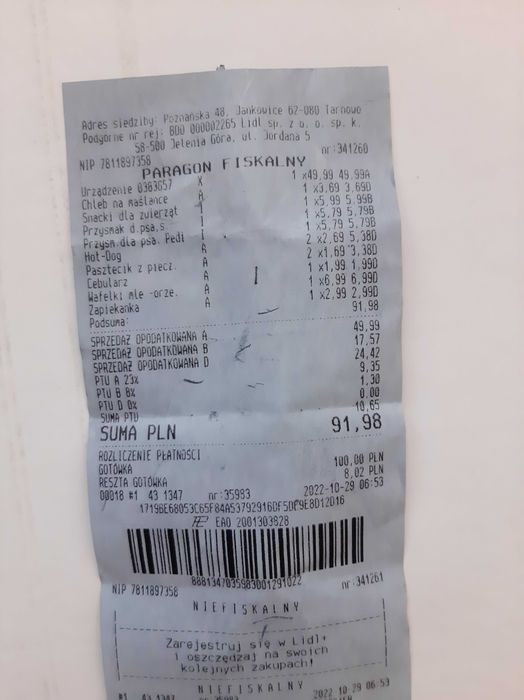 Adres siedziby: Poznańska 48, Jankowice 62-080 Tarnowo
Podgórne nr rej: BDO 000002265 Lidl sp. z o. o. sp. k.
58-500 Jelenia Góra, ul. Jordana 5
NIP 7811897358 nr:341260
PARAGON FISKALNY
Urządzenie 0363657 X 1 x49,99 49,99A
Chleb na maślance A 1 x3,69 3,69D
Snacki dla zwierząt I 1 x5,99 5,99B
Przysmak d.psa,s I 1 x5,79 5,79B
Przysm.dla psa. Pedi I 1 x5,79 5,79B
Hot-Dog A 2 x2,69 5,38D
Pasztecik z piecz. A 2 x1,69 3,38D
Cebularz A 1 x1,99 1,99D
Wafelki mle -orze. A 1 x6,99 6,99D
Zapiekanka A 1 x2,99 2,99D
Podsuma: 91,98
SPRZEDAŻ OPODATKOWANA A 49,99
SPRZEDAŻ OPODATKOWANA B 17,57
SPRZEDAŻ OPODATKOWANA D 24,42
PTU A 23% 9,35
PTU B 8% 1,30
PTU D 0% 0,00
SUMA PTU 10,65
SUMA PLN 91,98
ROZLICZENIE PŁATNOŚCI
GOTÓWKA 100,00 PLN
RESZTA GOTÓWKA 8,02 PLN
00018 #1 43 1347 nr:35983 2022-10-29 06:53
1719BE68053C65F84A53792916DF5DE9E8D12D16
EAO 2001303828
8881347035983001291022
NIP 7811897358 nr:341261
NIEFISKALNY
Zarejestruj się w Lidl+
i oszczędzaj na swoich
kolejnych zakupach!
NIEFISKALNY
#1 43 1347 nr:35983 2022-10-29 06:53